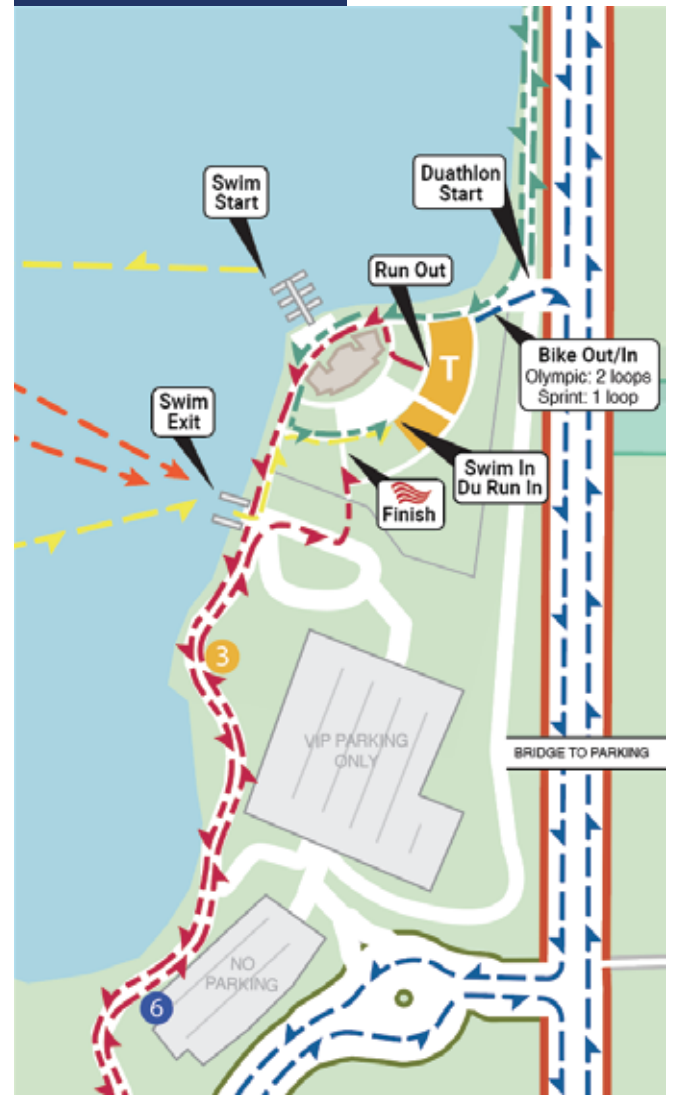 Swim
Start
Duathlon
Start
Run Out
T
Bike Out/In
Olympic: 2 loops
Sprint: 1 loop
Swim
Exit
Swim In
Du Run In
Finish
3
VIP PARKING
ONLY
BRIDGE TO PARKING
NO
PARKING
6